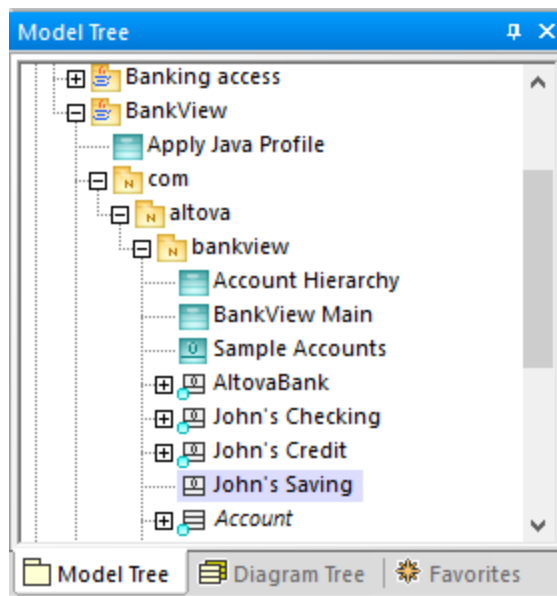 Model Tree
Banking access
BankView
Apply Java Profile
com
altova
bankview
Account Hierarchy
BankView Main
Sample Accounts
AltovaBank
John's Checking
John's Credit
John's Saving
Account
Model Tree Diagram Tree Favorites